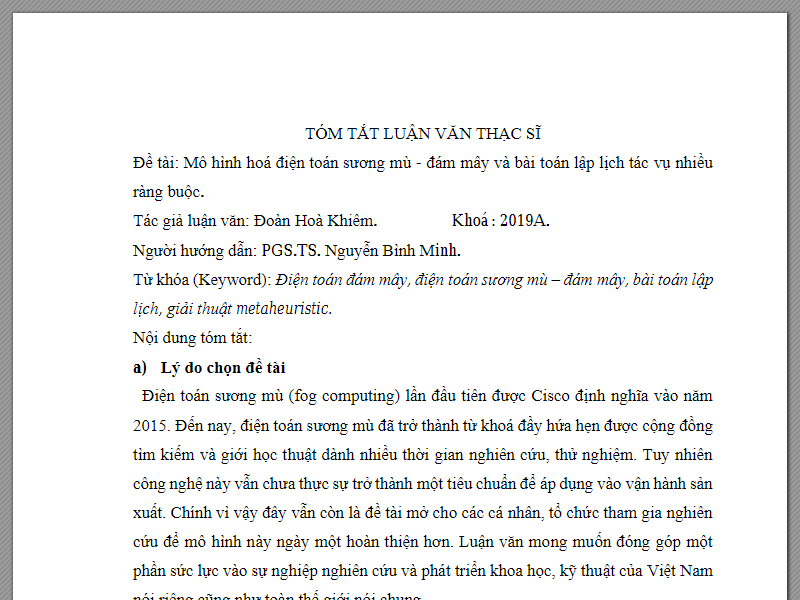 TÓM TẮT LUẬN VĂN THẠC SĨ
Đề tài: Mô hình hoá điện toán sương mù - đám mây và bài toán lập lịch tác vụ nhiều
ràng buộc.
Tác giả luận văn: Đoàn Hoà Khiêm. Khoá : 2019A.
Người hướng dẫn: PGS.TS. Nguyễn Bình Minh.
Từ khóa (Keyword): Điện toán đám mây, điện toán sương mù – đám mây, bài toán lập
lịch, giải thuật metaheuristic.
Nội dung tóm tắt:
a) Lý do chọn đề tài
Điện toán sương mù (fog computing) lần đầu tiên được Cisco định nghĩa vào năm
2015. Đến nay, điện toán sương mù đã trở thành từ khoá đầy hứa hẹn được cộng đồng
tìm kiếm và giới học thuật dành nhiều thời gian nghiên cứu, thử nghiệm. Tuy nhiên
công nghệ này vẫn chưa thực sự trở thành một tiêu chuẩn để áp dụng vào vận hành sản
xuất. Chính vì vậy đây vẫn còn là đề tài mở cho các cá nhân, tổ chức tham gia nghiên
cứu để mô hình này ngày một hoàn thiện hơn. Luận văn mong muốn đóng góp một
phần sức lực vào sự nghiệp nghiên cứu và phát triển khoa học, kỹ thuật của Việt Nam
nói riêng cũng như toàn thế giới nói chung.